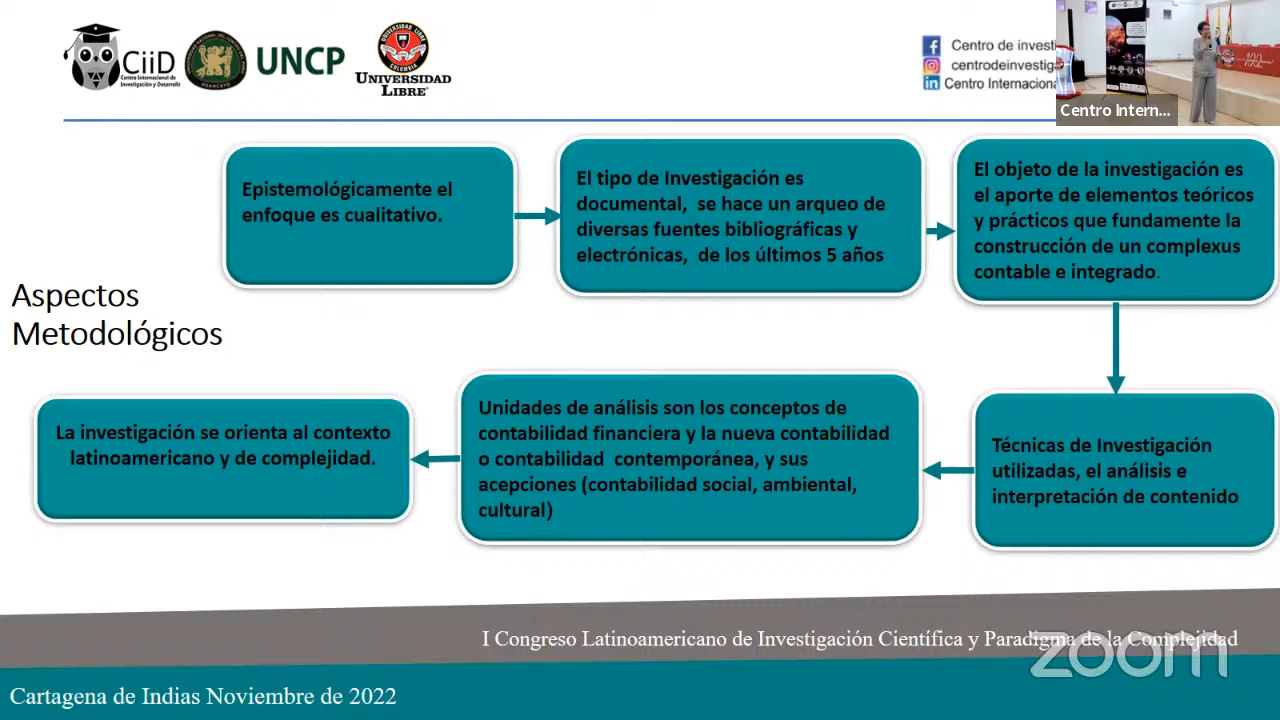 CiiD
Centro Internacional de
Investigación y Desarrollo
UNCP
UNIVERSIDAD
LIBRE
Centro de investi
centrodeinvestig
Centro Internaciona
Centro Intern...
Epistemológicamente el
enfoque es cualitativo.
El tipo de Investigación es
documental, se hace un arqueo de
diversas fuentes bibliográficas y
electrónicas, de los últimos 5 años
El objeto de la investigación es
el aporte de elementos teóricos
y prácticos que fundamente la
construcción de un complexus
contable e integrado.
Aspectos
Metodológicos
La investigación se orienta al contexto
latinoamericano y de complejidad.
Unidades de análisis son los conceptos de
contabilidad financiera y la nueva contabilidad
o contabilidad contemporánea, y sus
acepciones (contabilidad social, ambiental,
cultural)
Técnicas de Investigación
utilizadas, el análisis e
interpretación de contenido
I Congreso Latinoamericano de Investigación Científica y Paradigma de la Complejidad
zoom
Cartagena de Indias Noviembre de 2022